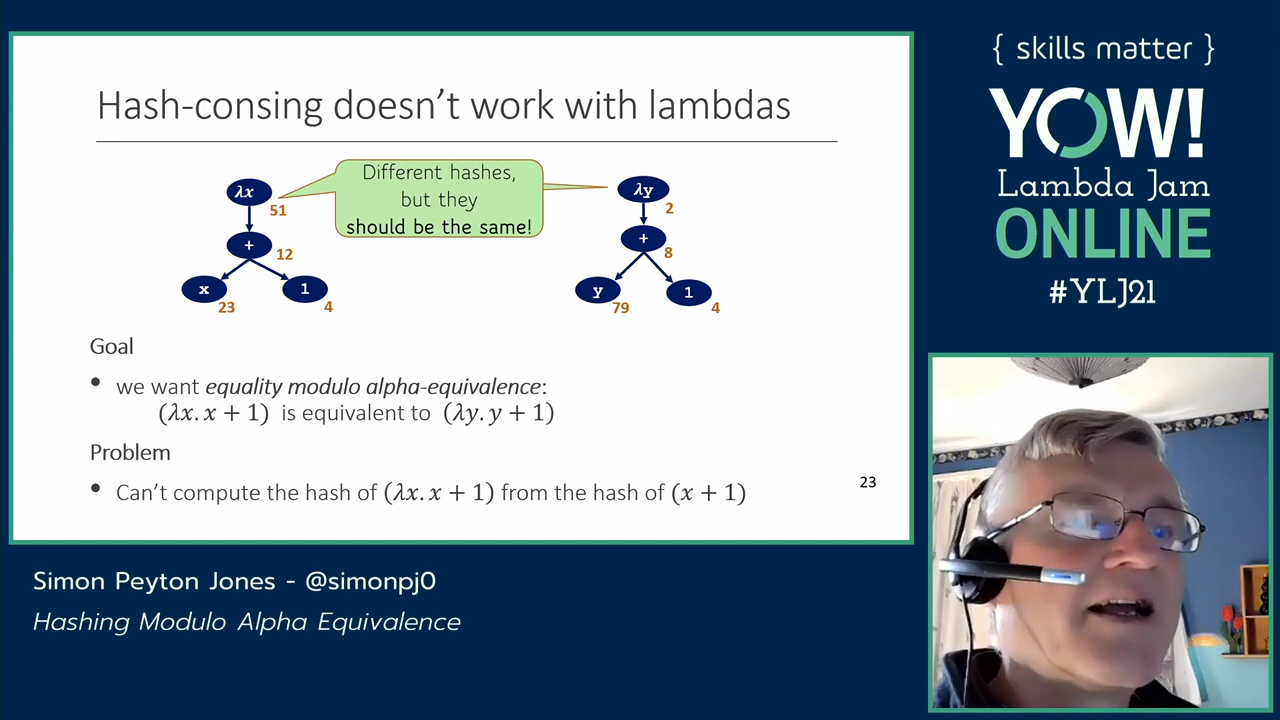 Hash-consing doesn’t work with lambdas
λx
51
+
12
x
23
1
4
Different hashes,
but they
should be the same!
λy
2
+
8
y
79
1
4
Goal
• we want equality modulo alpha-equivalence:
(λx. x + 1) is equivalent to (λy. y + 1)
Problem
• Can’t compute the hash of (λx. x + 1) from the hash of (x + 1)
23
{ skills matter }
YOW!
Lambda Jam
ONLINE
#YLJ21
Simon Peyton Jones - @simonpj0
Hashing Modulo Alpha Equivalence